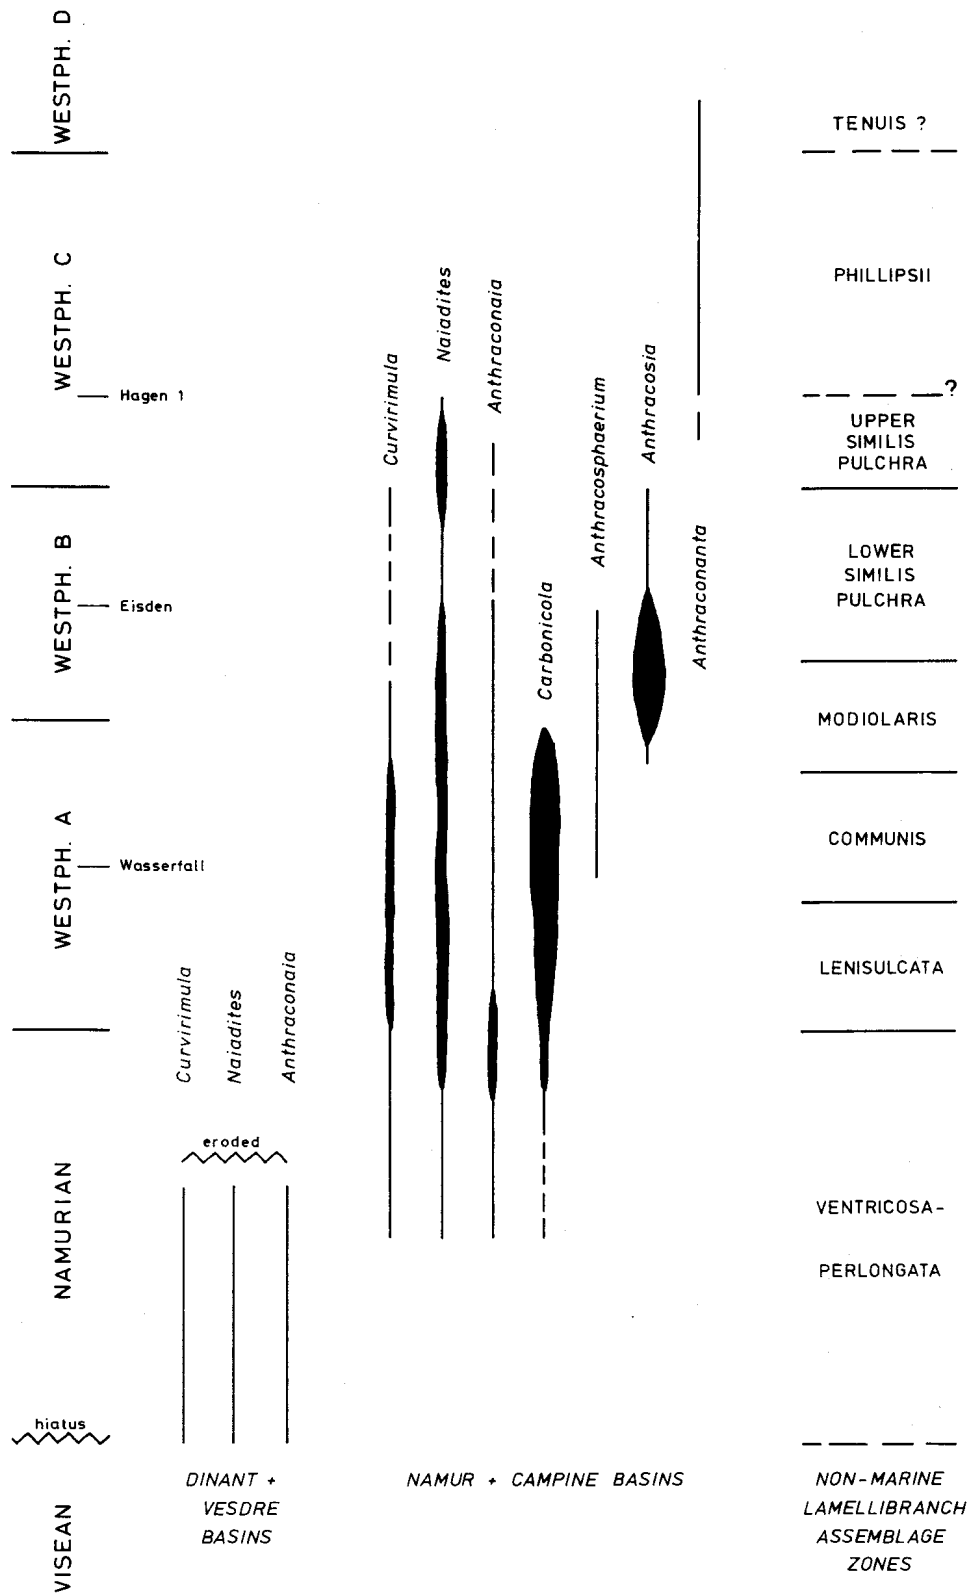 WESTPH. D
WESTPH. C
Hagen 1
WESTPH. B
Eisden
WESTPH. A
Wasserfall
NAMURIAN
hiatus
VISEAN
Curvirimula
Naiadites
Anthraconaia
eroded
DINANT +
VESDRE
BASINS
Curvirimula
Naiadites
Anthraconaia
Carbonicola
Anthracosphaerium
Anthracosia
Anthraconanta
NAMUR + CAMPINE BASINS
TENUIS ?
PHILLIPSII
?
UPPER
SIMILIS
PULCHRA
LOWER
SIMILIS
PULCHRA
MODIOLARIS
COMMUNIS
LENISULCATA
VENTRICOSA-
PERLONGATA
NON-MARINE
LAMELLIBRANCH
ASSEMBLAGE
ZONES